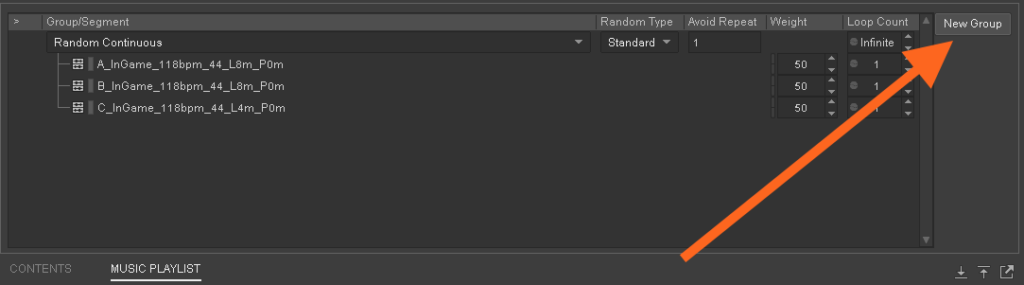 > Group/Segment Random Type Avoid Repeat Weight Loop Count New Group
Random Continuous Standard 1 Infinite
A_InGame_118bpm_44_L8m_P0m 50 1
B_InGame_118bpm_44_L8m_P0m 50 1
C_InGame_118bpm_44_L4m_P0m 50 1
CONTENTS MUSIC PLAYLIST